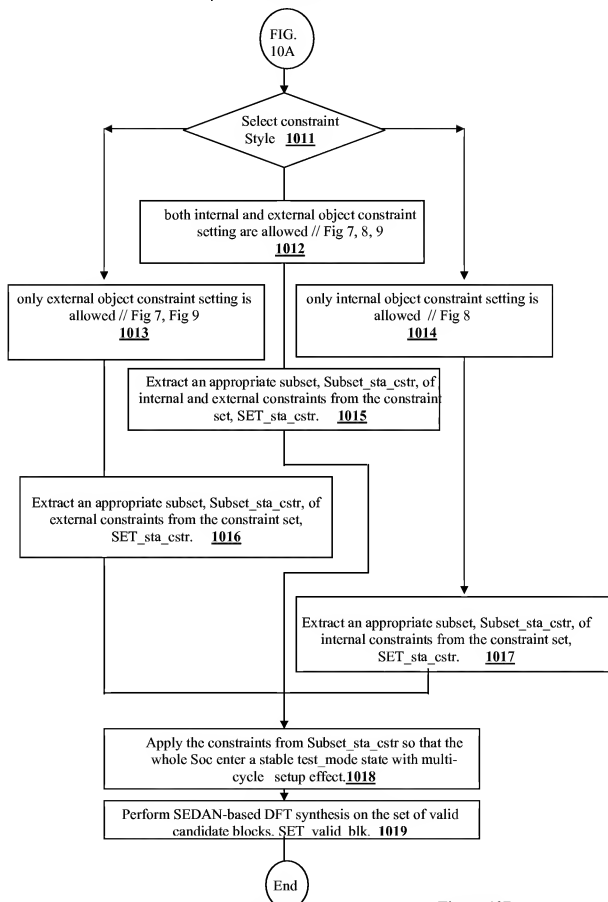 FIG.
10A
Select constraint
Style 1011
both internal and external object constraint
setting are allowed // Fig 7, 8, 9
1012
only external object constraint setting is
allowed // Fig 7, Fig 9
1013
only internal object constraint setting is
allowed // Fig 8
1014
Extract an appropriate subset, Subset_sta_cstr, of
internal and external constraints from the constraint
set, SET_sta_cstr. 1015
Extract an appropriate subset, Subset_sta_cstr, of
external constraints from the constraint set,
SET_sta_cstr. 1016
Extract an appropriate subset, Subset_sta_cstr, of
internal constraints from the constraint set,
SET_sta_cstr. 1017
Apply the constraints from Subset_sta_cstr so that the
whole Soc enter a stable test_mode state with multi-
cycle setup effect.1018
Perform SEDAN-based DFT synthesis on the set of valid
candidate blocks. SET_valid_blk. 1019
End